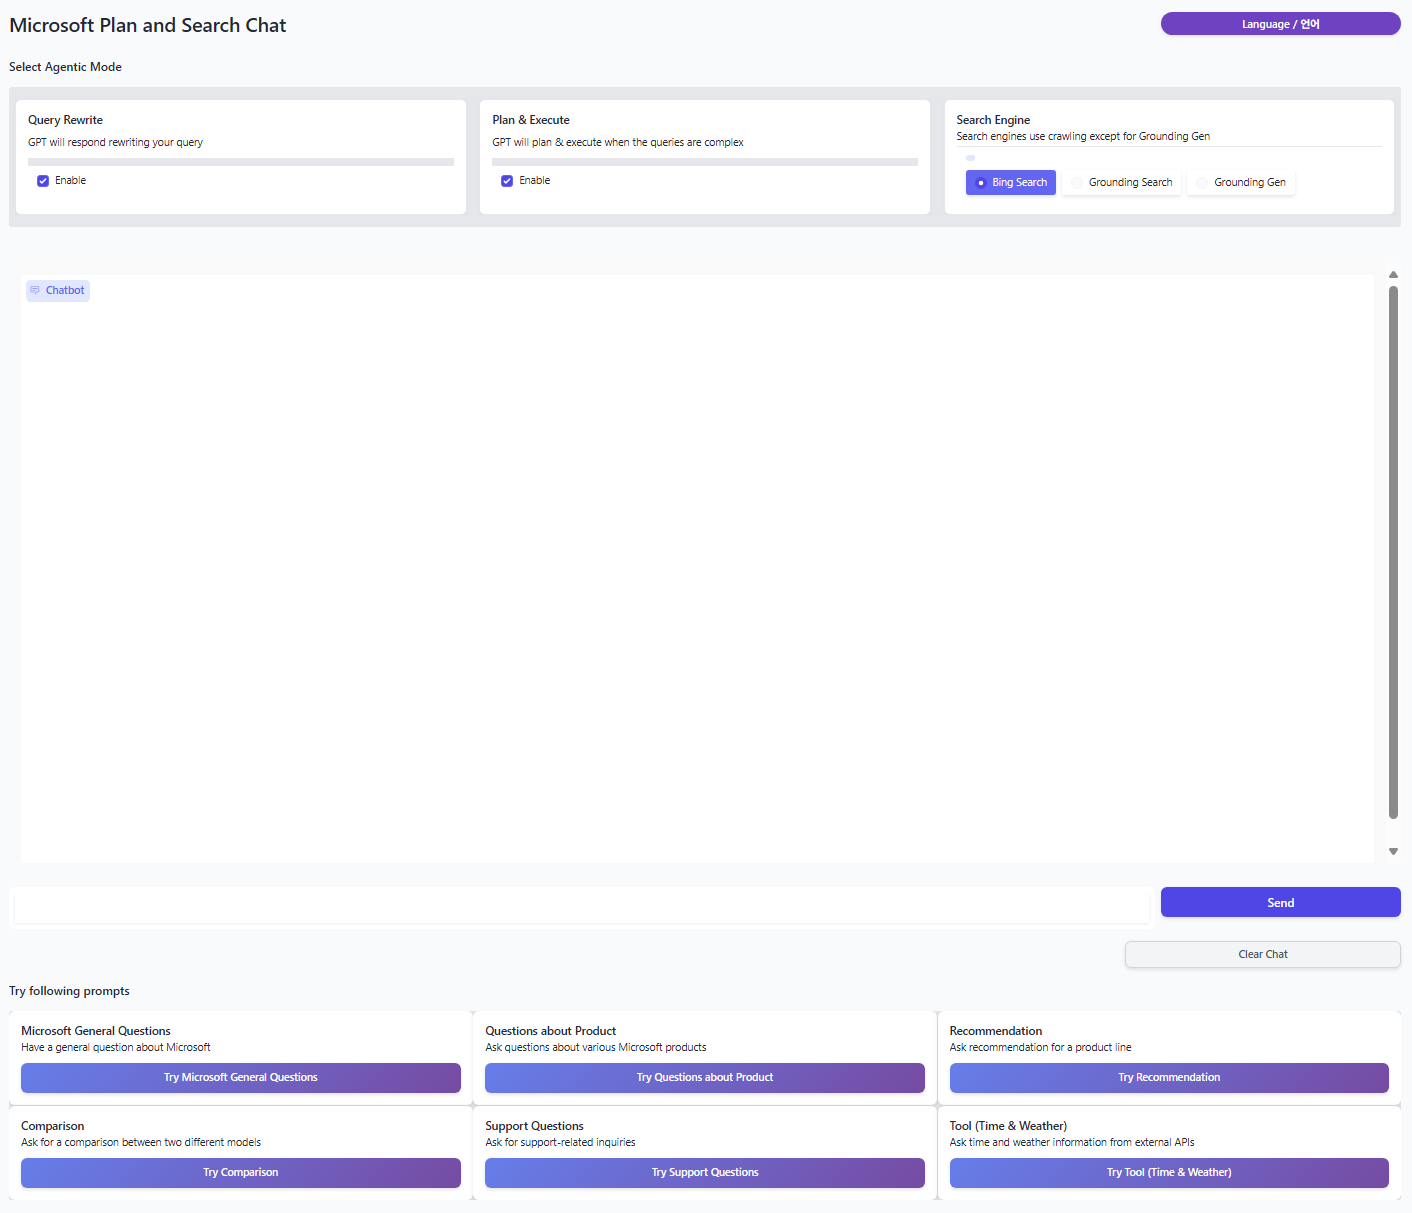 Microsoft Plan and Search Chat
Language / 언어
Select Agentic Mode
Query Rewrite
GPT will respond rewriting your query
Enable
Plan & Execute
GPT will plan & execute when the queries are complex
Enable
Search Engine
Search engines use crawling except for Grounding Gen
Bing Search
Grounding Search
Grounding Gen
Chatbot
Send
Clear Chat
Try following prompts
Microsoft General Questions
Have a general question about Microsoft
Try Microsoft General Questions
Questions about Product
Ask questions about various Microsoft products
Try Questions about Product
Recommendation
Ask recommendation for a product line
Try Recommendation
Comparison
Ask for a comparison between two different models
Try Comparison
Support Questions
Ask for support-related inquiries
Try Support Questions
Tool (Time & Weather)
Ask time and weather information from external APIs
Try Tool (Time & Weather)